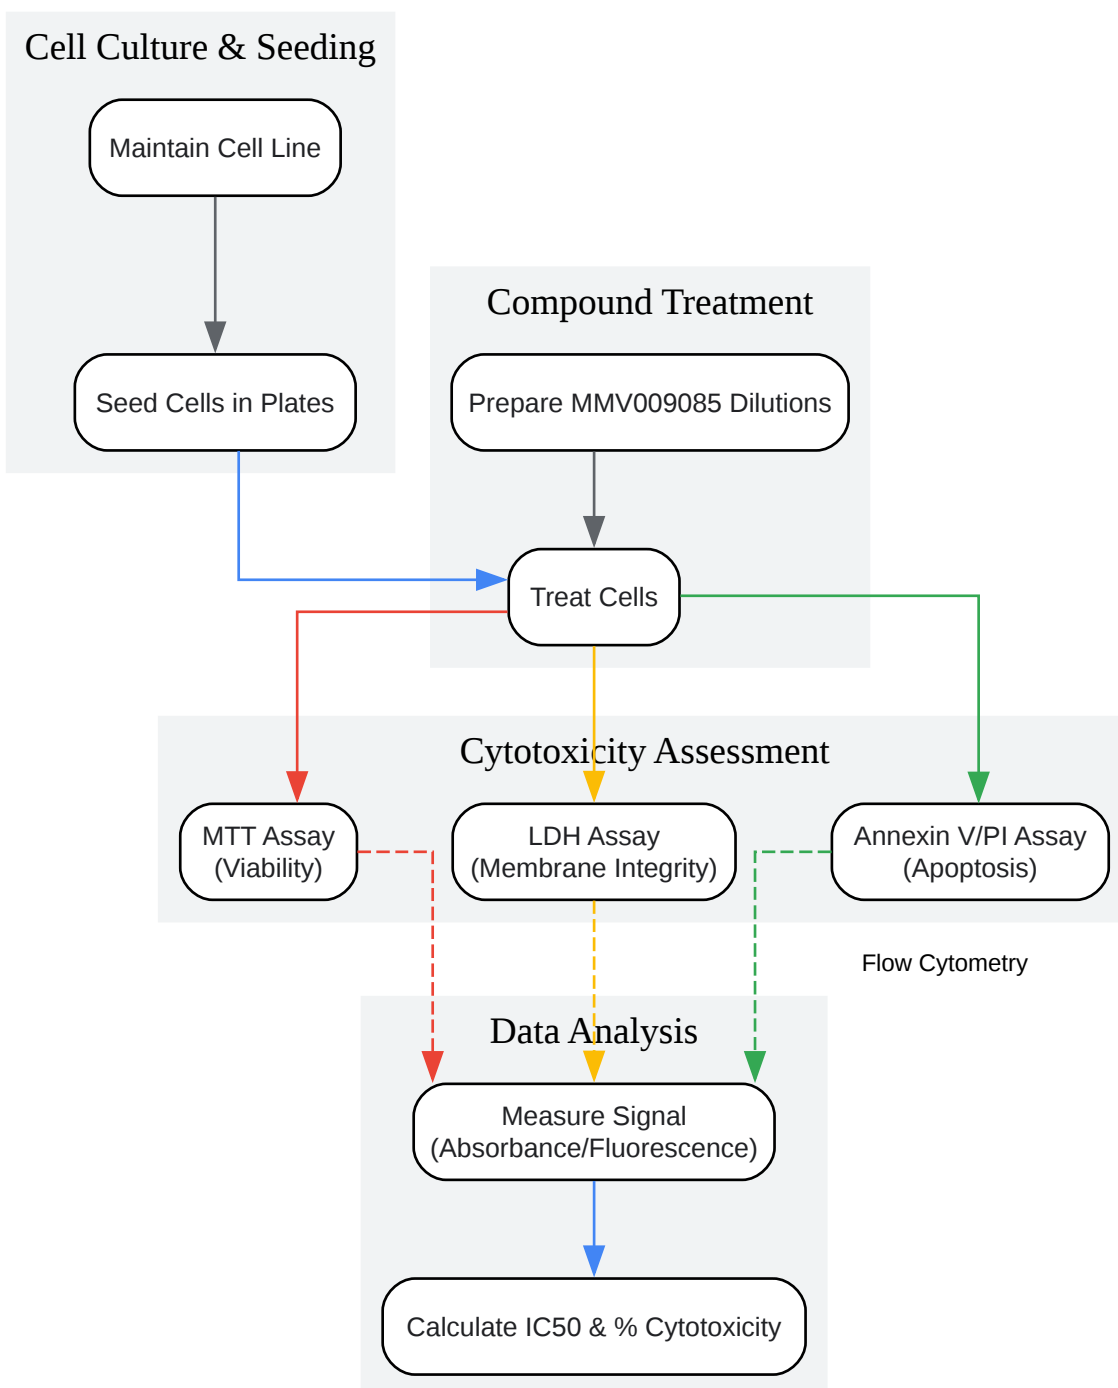 Cell Culture & Seeding
Maintain Cell Line
Seed Cells in Plates
Compound Treatment
Prepare MMV009085 Dilutions
Treat Cells
Cytotoxicity Assessment
MTT Assay
(Viability)
LDH Assay
(Membrane Integrity)
Annexin V/PI Assay
(Apoptosis)
Flow Cytometry
Data Analysis
Measure Signal
(Absorbance/Fluorescence)
Calculate IC50 & % Cytotoxicity